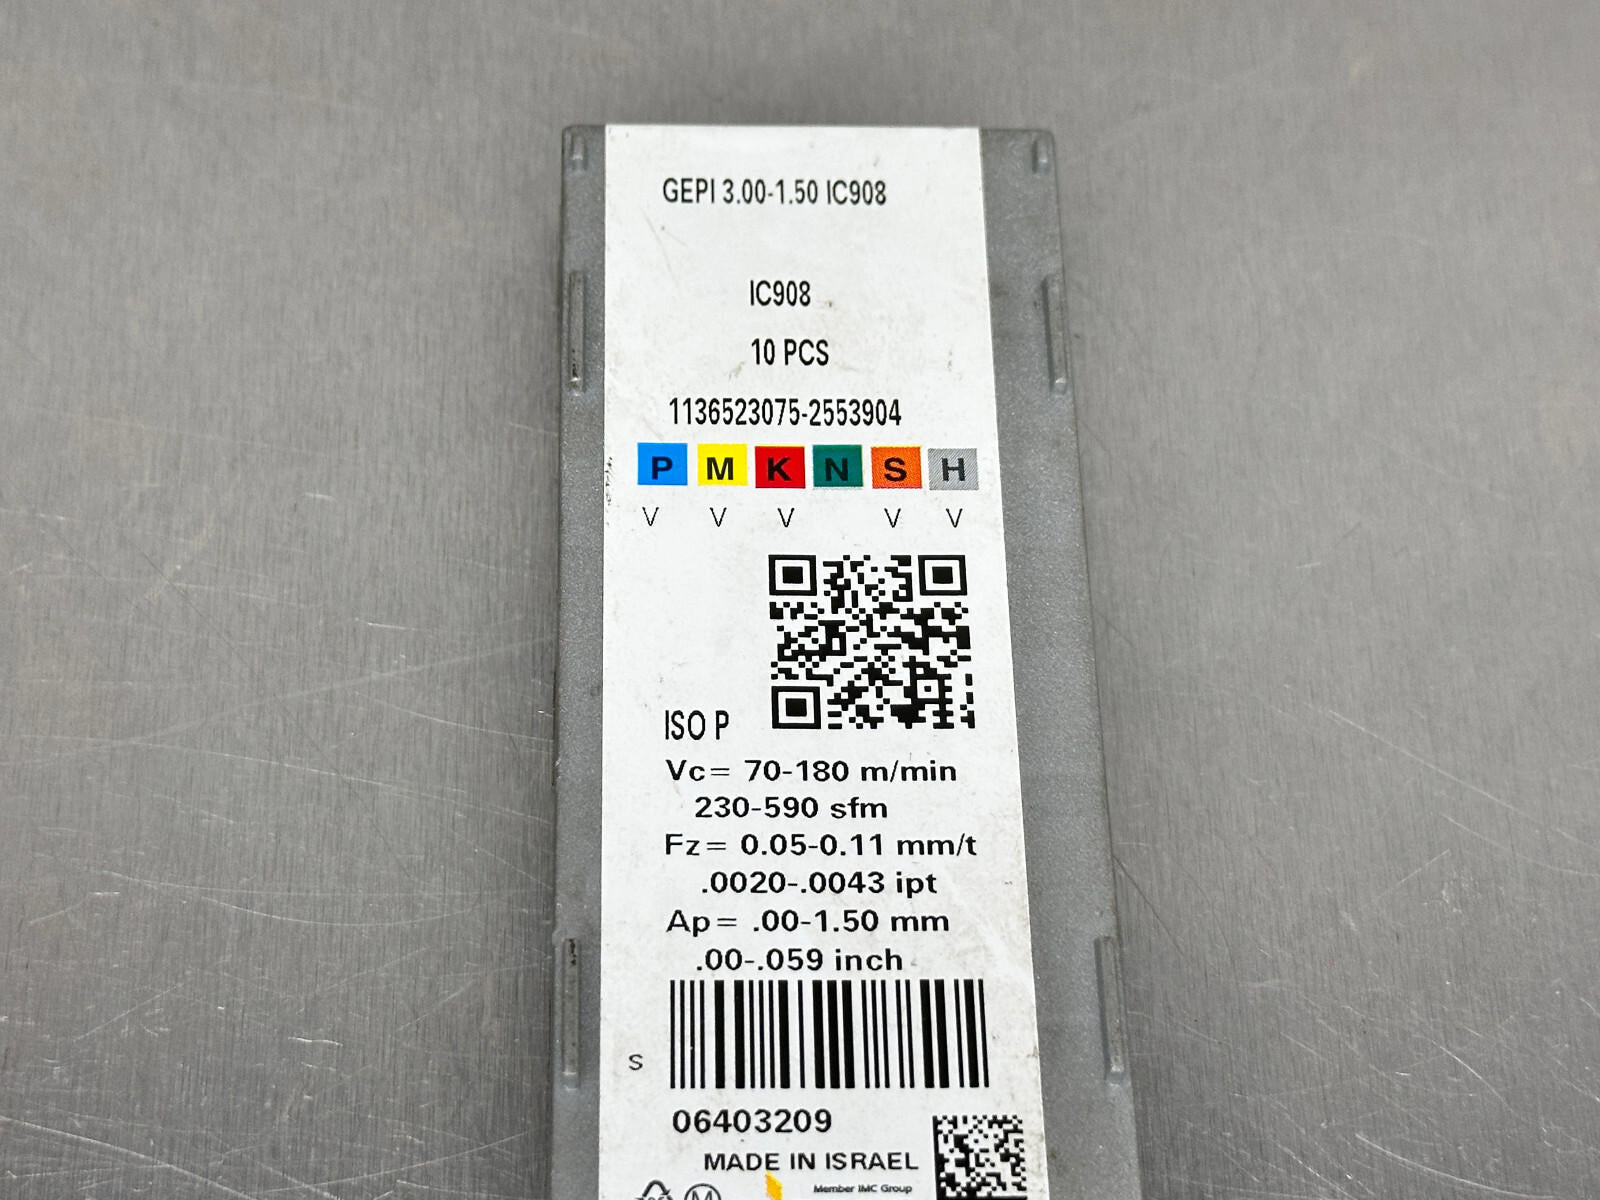 GEPI 3.00-1.50 IC908
IC908
10 PCS
1136523075-2553904
P M K N S H
V V V V V
ISO P
Vc= 70-180 m/min
230-590 sfm
Fz= 0.05-0.11 mm/t
.0020-.0043 ipt
Ap= .00-1.50 mm
.00-.059 inch
S
06403209
MADE IN ISRAEL
Member IMC Group
M